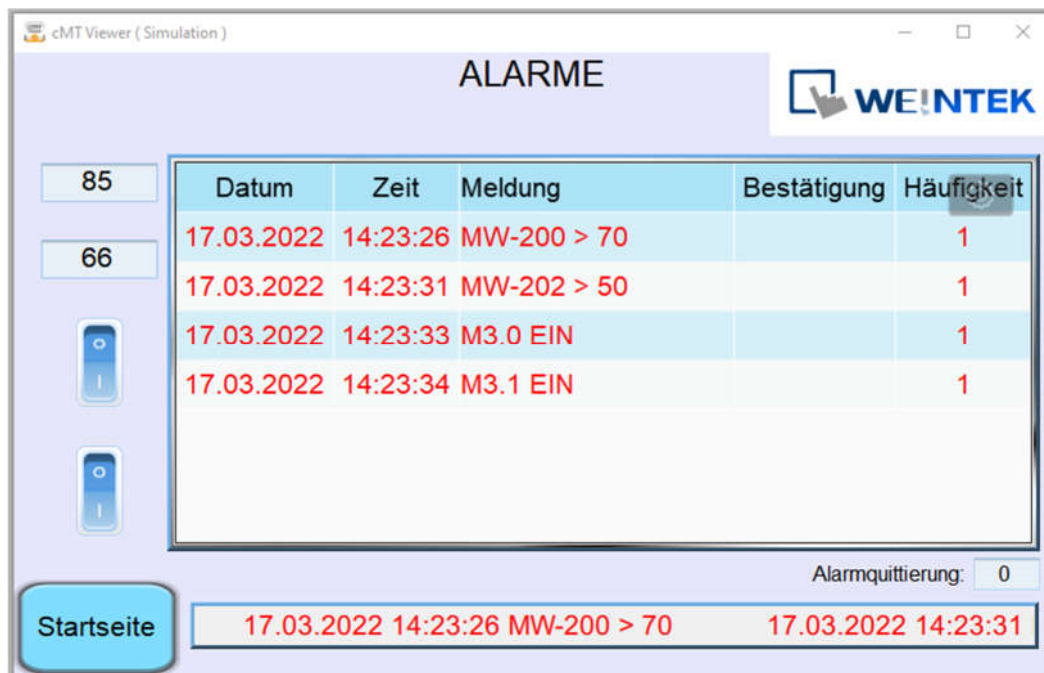 cMT Viewer ( Simulation )
ALARME
WEINTEK
85
66
Datum Zeit Meldung Bestätigung Häufigkeit
17.03.2022 14:23:26 MW-200 > 70 1
17.03.2022 14:23:31 MW-202 > 50 1
17.03.2022 14:23:33 M3.0 EIN 1
17.03.2022 14:23:34 M3.1 EIN 1
O
I
O
I
Alarmquittierung: 0
Startseite
17.03.2022 14:23:26 MW-200 > 70 17.03.2022 14:23:31